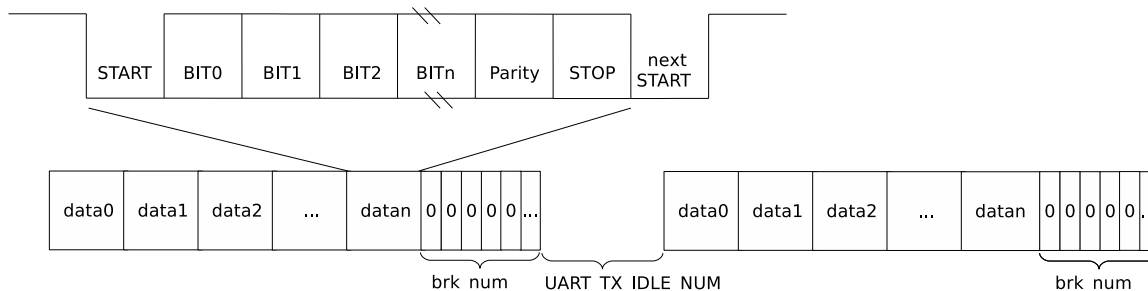 START BIT0 BIT1 BIT2 BITn Parity STOP next START
data0 data1 data2 ... datan 0 0 0 0 0 ... data0 data1 data2 ... datan 0 0 0 0 0 ..
brk num UART TX IDLE NUM brk num